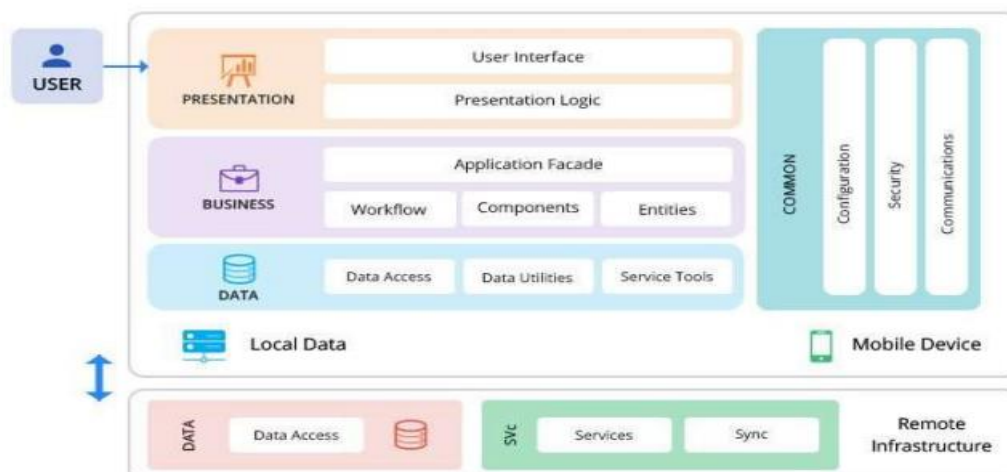 USER
PRESENTATION
User Interface
Presentation Logic
BUSINESS
Application Facade
Workflow
Components
Entities
DATA
Data Access
Data Utilities
Service Tools
COMMON
Configuration
Security
Communications
Local Data
Mobile Device
DATA
Data Access
SVc
Services
Sync
Remote
Infrastructure